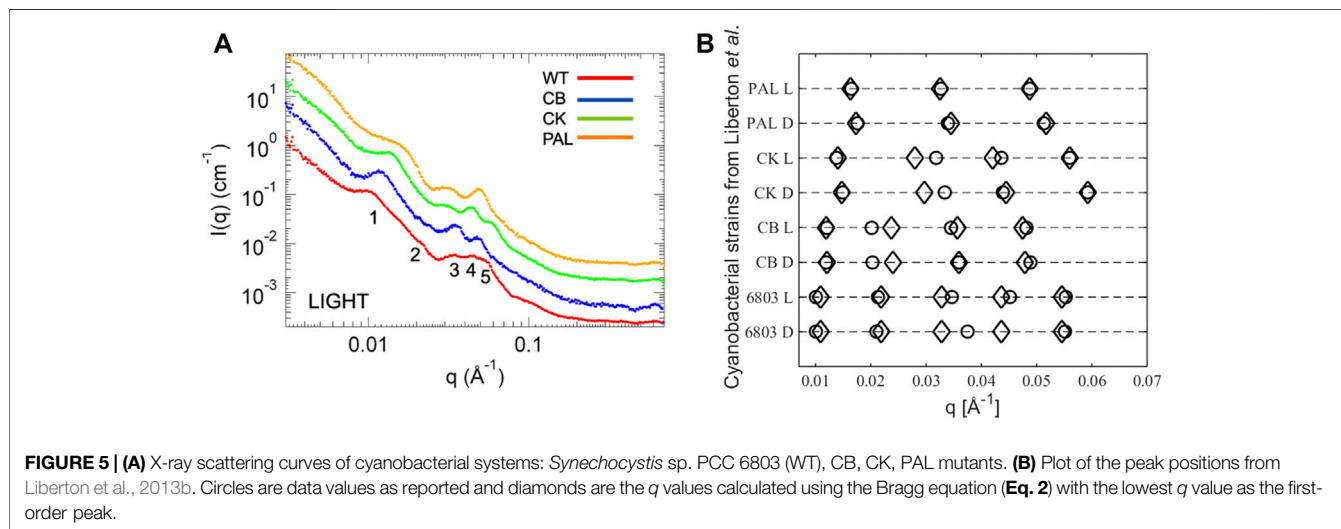 A
I(q) (cm⁻¹)
10¹
10⁰
10⁻¹
10⁻²
10⁻³
WT
CB
CK
PAL
1
2
3
4
5
LIGHT
0.01 0.1
q (Å⁻¹)
B
Cyanobacterial strains from Liberton et al.
PAL L
PAL D
CK L
CK D
CB L
CB D
6803 L
6803 D
0.01 0.02 0.03 0.04 0.05 0.06 0.07
q [Å⁻¹]
FIGURE 5 | (A) X-ray scattering curves of cyanobacterial systems: Synechocystis sp. PCC 6803 (WT), CB, CK, PAL mutants. (B) Plot of the peak positions from
Liberton et al., 2013b. Circles are data values as reported and diamonds are the q values calculated using the Bragg equation (Eq. 2) with the lowest q value as the first-
order peak.